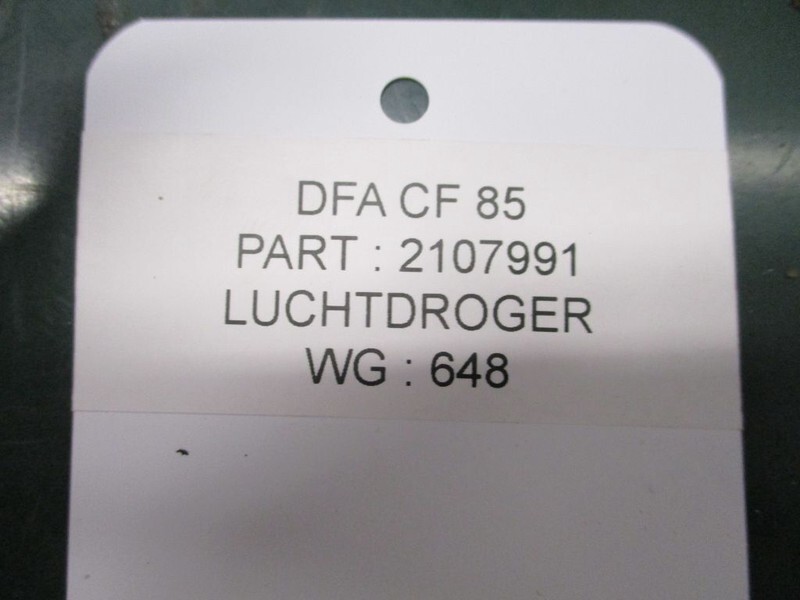 DFA CF 85
PART : 2107991
LUCHTDROGER
WG : 648